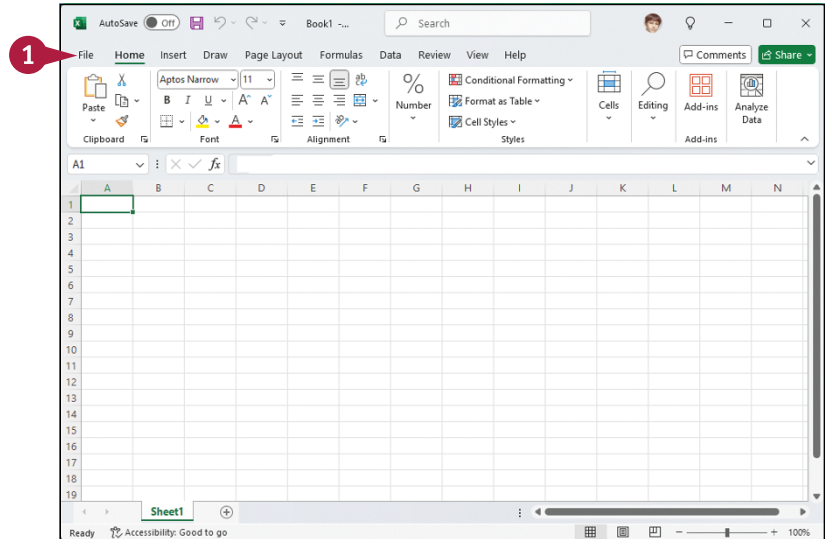 AutoSave Off Book1 -... Search
1
File Home Insert Draw Page Layout Formulas Data Review View Help Comments Share
Aptos Narrow 11 ab Conditional Formatting
Paste B I U A A Number Format as Table Cells Editing Add-ins Analyze Data
A Cell Styles
Clipboard Font Alignment Styles Add-ins
A1 fx
A B C D E F G H I J K L M N
1
2
3
4
5
6
7
8
9
10
11
12
13
14
15
16
17
18
19
Sheet1
Ready Accessibility: Good to go 100%